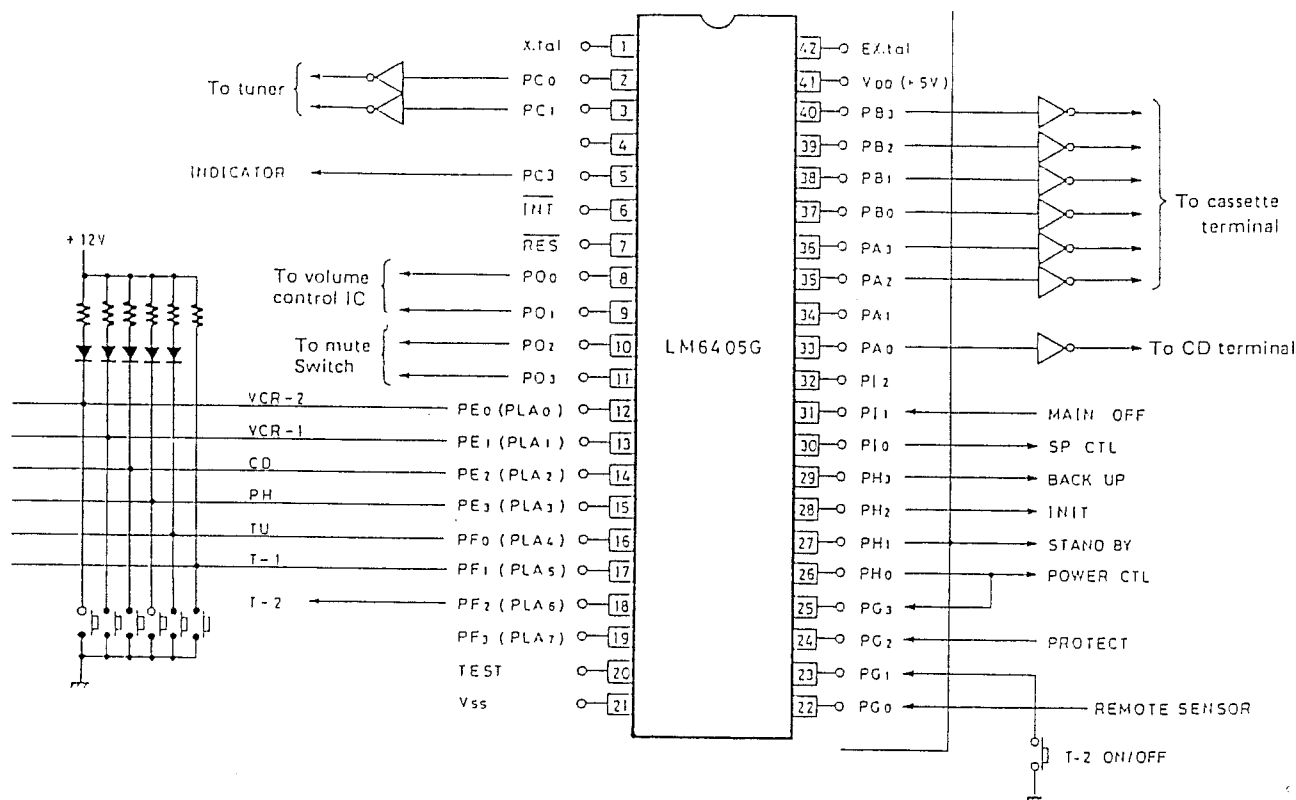 X.tal 1
To tuner
PC0 2
PC1 3
4
INDICATOR PC3 5
INT 6
RES 7
+12V
To volume
control IC
PO0 8
PO1 9
To mute
Switch
PO2 10
PO3 11
VCR-2 PE0 (PLA0) 12
VCR-1 PE1 (PLA1) 13
CD PE2 (PLA2) 14
PH PE3 (PLA3) 15
TU PF0 (PLA4) 16
T-1 PF1 (PLA5) 17
T-2 PF2 (PLA6) 18
PF3 (PLA7) 19
TEST 20
Vss 21
LM6405G
42 EX.tal
41 VDD (+5V)
40 PB3
39 PB2
38 PB1
37 PB0
36 PA3
35 PA2
To cassette
terminal
34 PA1
33 PA0 To CD terminal
32 PI2
31 PI1 MAIN OFF
30 PI0 SP CTL
29 PH3 BACK UP
28 PH2 INIT
27 PH1 STAND BY
26 PH0 POWER CTL
25 PG3
24 PG2 PROTECT
23 PG1
22 PG0 REMOTE SENSOR
T-2 ON/OFF